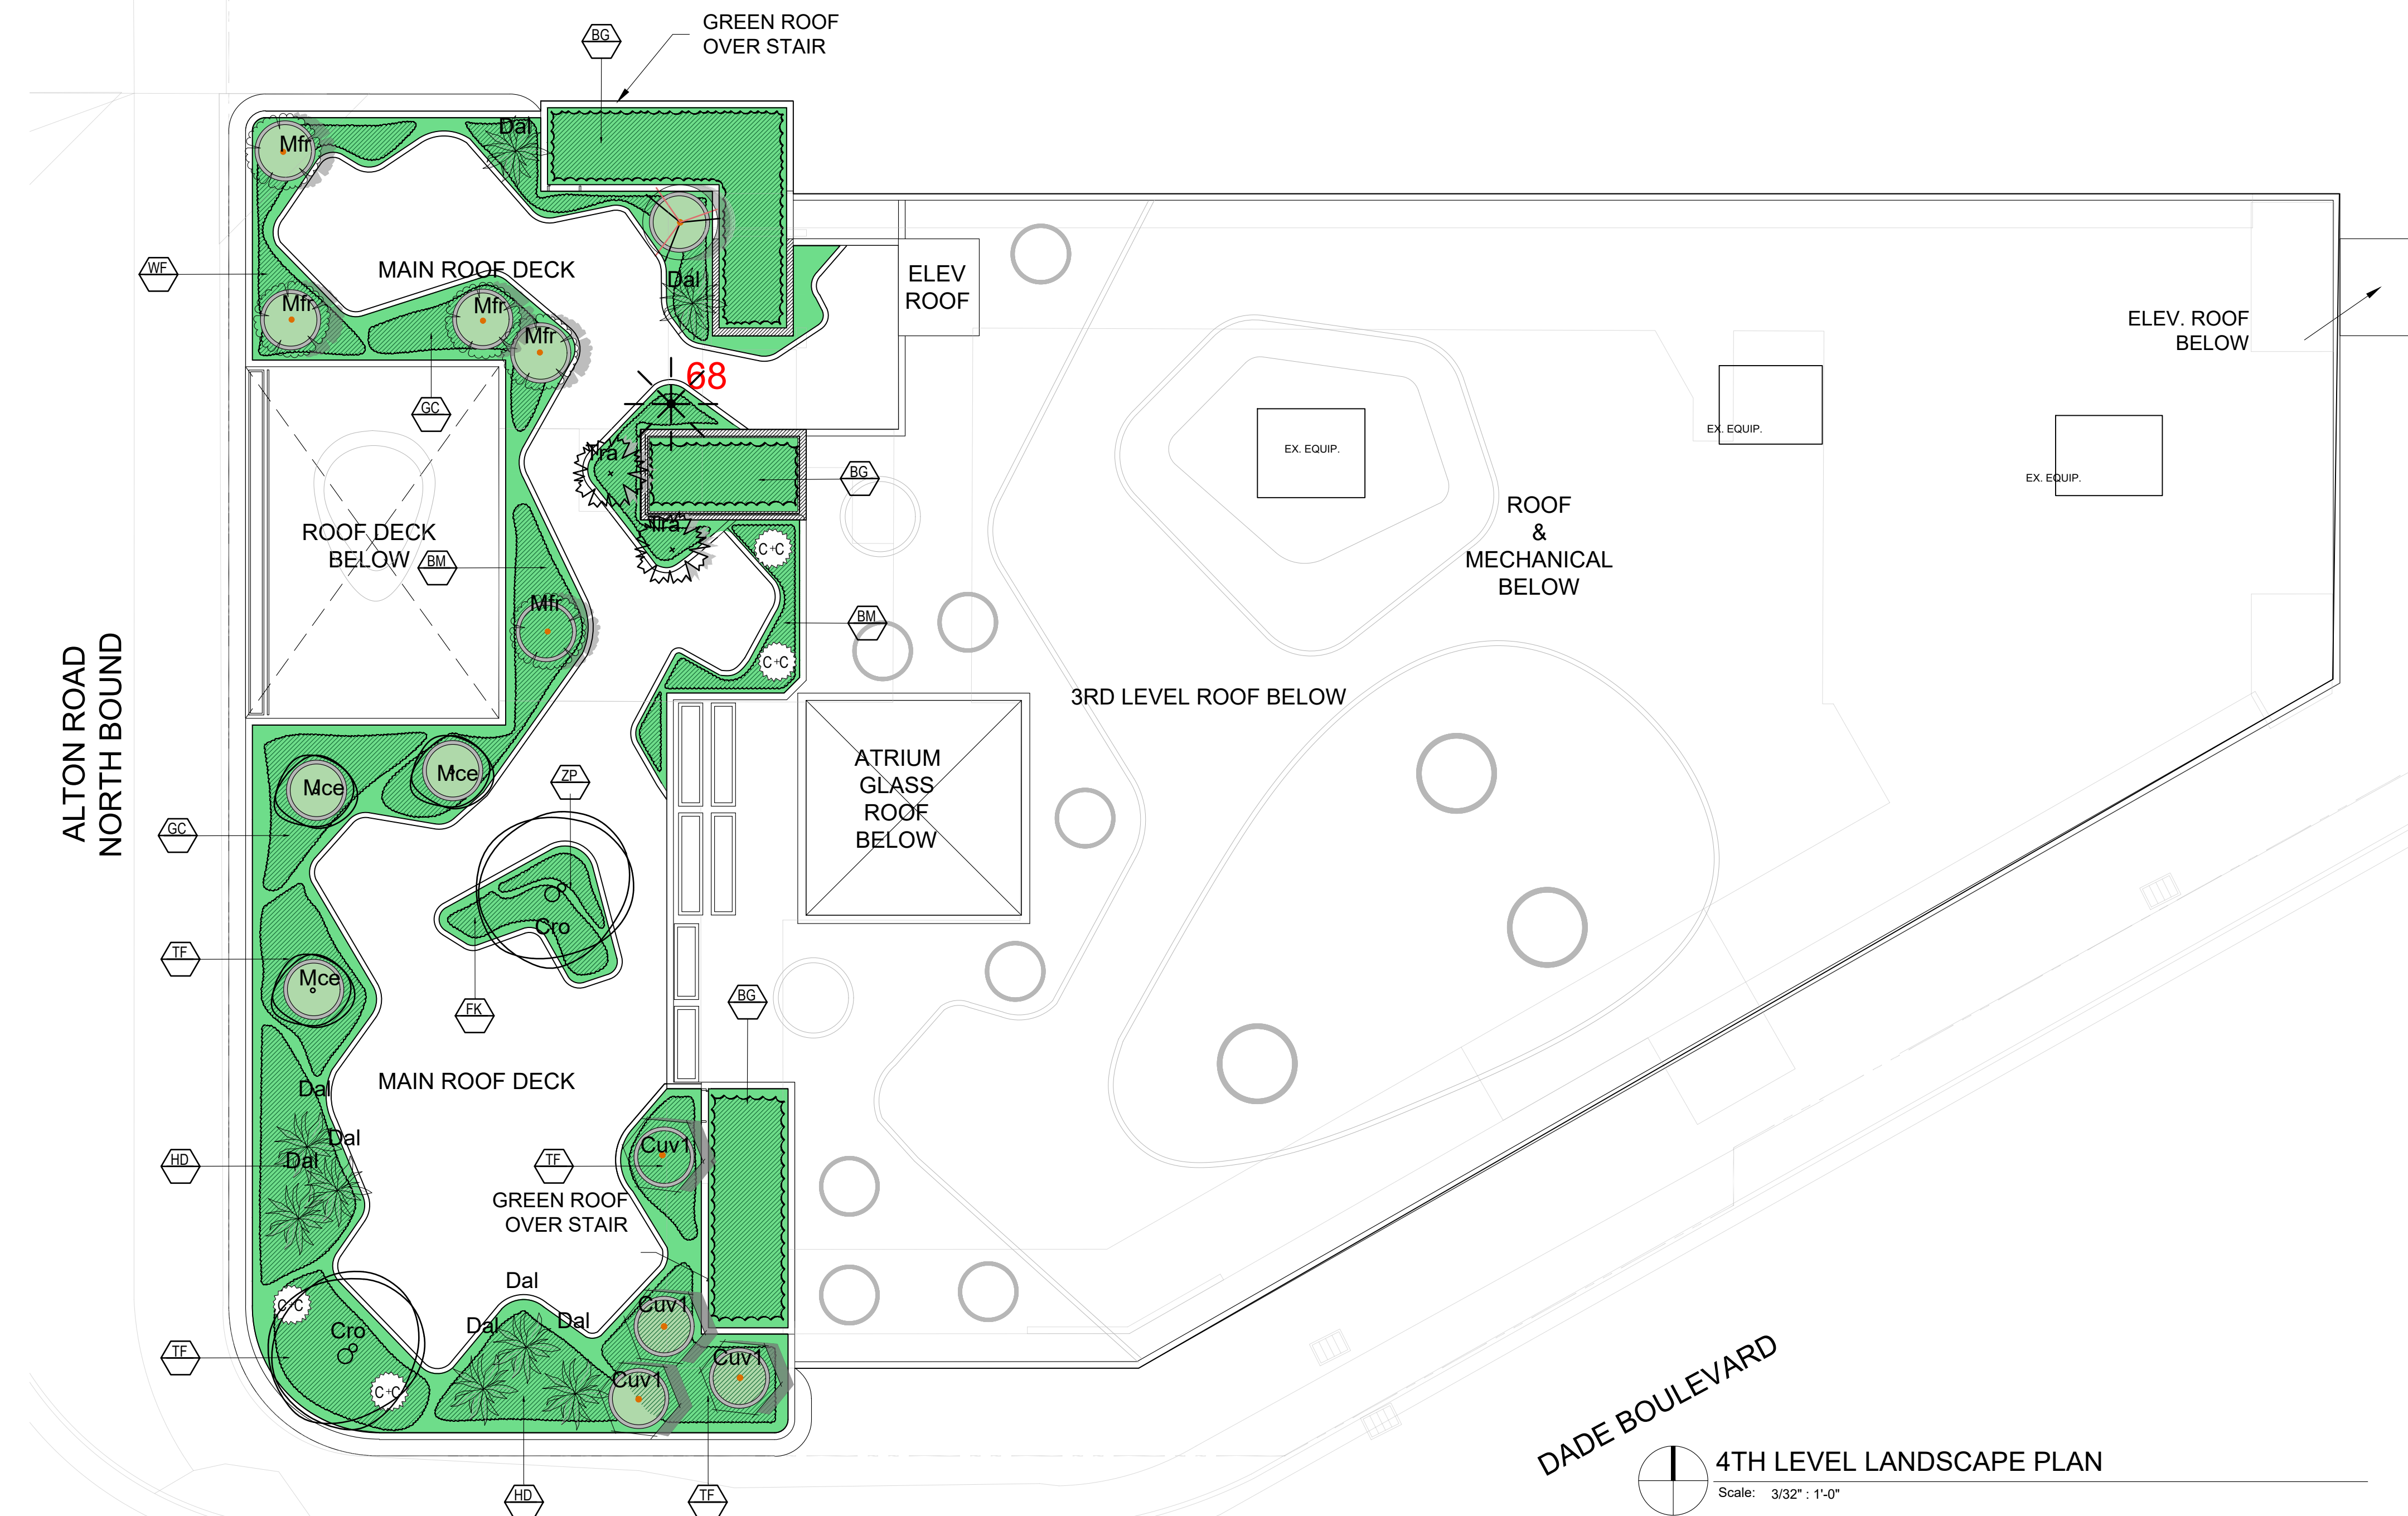 GREEN ROOF
OVER STAIR
BG
Dal
Mfr
MAIN ROOF DECK
WF
Dal
ELEV
ROOF
Mfr
Mfr
Mfr
ELEV. ROOF
BELOW
68
GC
EX. EQUIP.
EX. EQUIP.
EX. EQUIP.
Tra
BG
Tra
ROOF
&
MECHANICAL
BELOW
ROOF DECK
BELOW
BM
C+C
Mfr
BM
C+C
ALTON ROAD
NORTH BOUND
3RD LEVEL ROOF BELOW
ATRIUM
GLASS
ROOF
BELOW
Mce
Mce
ZP
GC
Cro
TF
Mce
FK
BG
MAIN ROOF DECK
Dal
Dal
Dal
HD
TF
Cuv1
GREEN ROOF
OVER STAIR
Dal
C+C
Cro
Dal
Dal
Cuv1
TF
C+C
Cuv1
Cuv1
HD
TF
DADE BOULEVARD
4TH LEVEL LANDSCAPE PLAN
Scale: 3/32" : 1'-0"